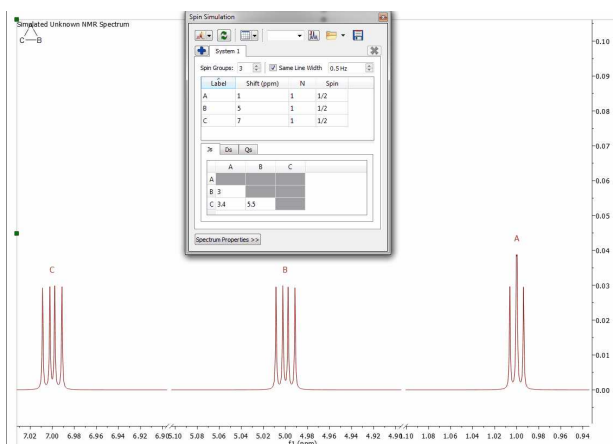 Simulated Unknown NMR Spectrum
A
C B
Spin Simulation
System 1
Spin Groups: 3 Same Line Width 0.5 Hz
Label Shift (ppm) N Spin
A 1 1 1/2
B 5 1 1/2
C 7 1 1/2
Js Ds Qs
A B C
A
B 3
C 3.4 5.5
Spectrum Properties >>
C B A
0.10
0.09
0.08
0.07
0.06
0.05
0.04
0.03
0.02
0.01
0.00
7.02 7.00 6.98 6.96 6.94 6.92 5.10 5.08 5.06 5.04 5.02 5.00 4.98 4.96 4.94 4.92 1.10 1.08 1.06 1.04 1.02 1.00 0.98 0.96 0.94
f1 (ppm)